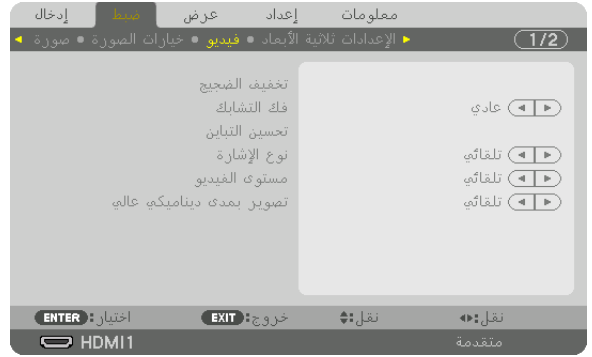 إدخال ضبط عرض إعداد معلومات
◄ صورة ● خيارات الصورة ● فيديو ● الأبعاد ثلاثية الإعدادات ► 1/2
تخفيف الضجيج
فك التشابك عادي
تحسين التباين
نوع الإشارة تلقائي
مستوى الفيديو تلقائي
تصوير بمدى ديناميكي عالي تلقائي
ENTER :اختيار EXIT :خروج نقل: نقل:
HDMI1 متقدمة